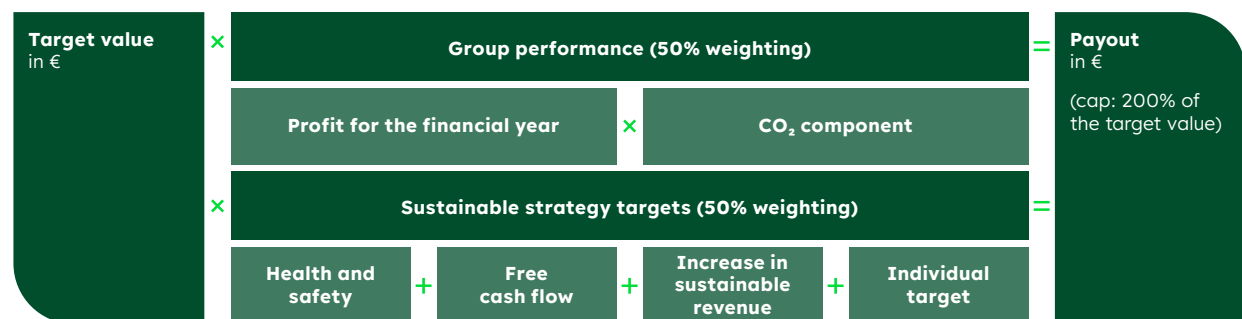 Target value
in €
×
Group performance (50% weighting)
=
Payout
in €
(cap: 200% of
the target value)
Profit for the financial year
×
CO₂ component
×
Sustainable strategy targets (50% weighting)
=
Health and
safety
+
Free
cash flow
+
Increase in
sustainable
revenue
+
Individual
target